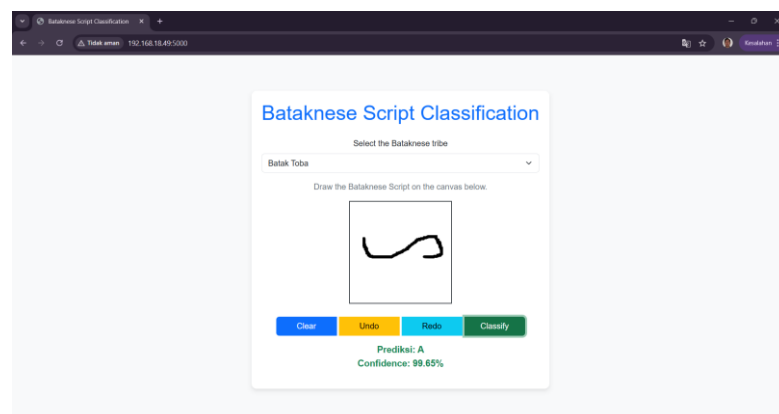 Bataknese Script Classification
Tidak aman 192.168.18.49:5000 Kesalahan
Bataknese Script Classification
Select the Bataknese tribe
Batak Toba
Draw the Bataknese Script on the canvas below.
ᯀ
Clear Undo Redo Classify
Prediksi: A
Confidence: 99.65%